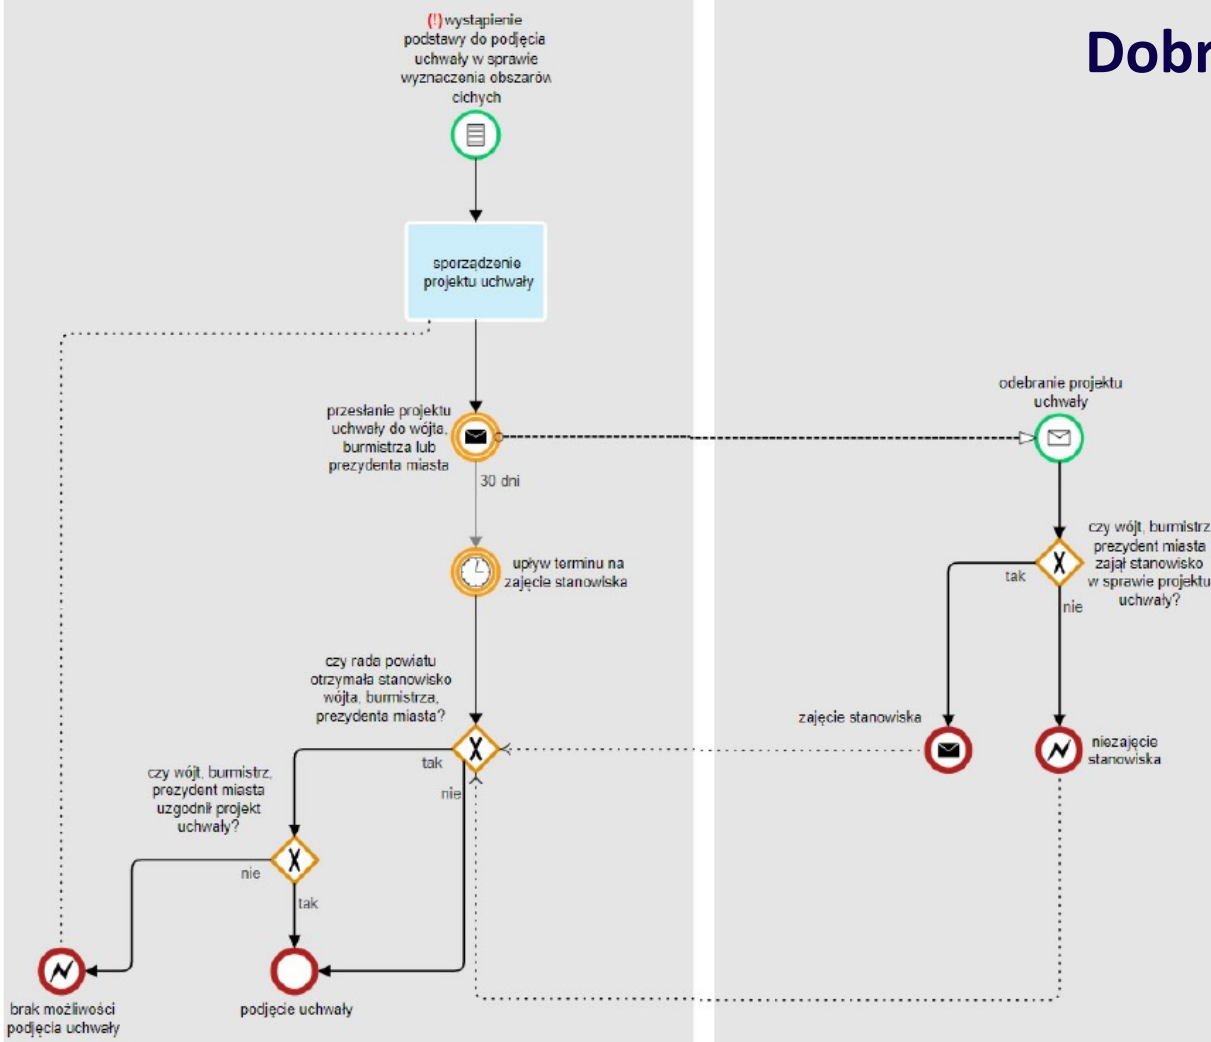 (!) wystąpienie
podstawy do podjęcia
uchwały w sprawie
wyznaczenia obszarów
cichych
Dobr
sporządzenie
projektu uchwały
przesłanie projektu
uchwały do wójta,
burmistrza lub
prezydenta miasta
30 dni
upływ terminu na
zajęcie stanowiska
czy rada powiatu
otrzymała stanowisko
wójta, burmistrza,
prezydenta miasta?
tak
nie
czy wójt, burmistrz,
prezydent miasta
uzgodnił projekt
uchwały?
nie
tak
brak możliwości
podjęcia uchwały
podjęcie uchwały
odebranie projektu
uchwały
czy wójt, burmistrz
prezydent miasta
zajął stanowisko
w sprawie projektu
uchwały?
tak
nie
zajęcie stanowiska
niezajęcie
stanowiska